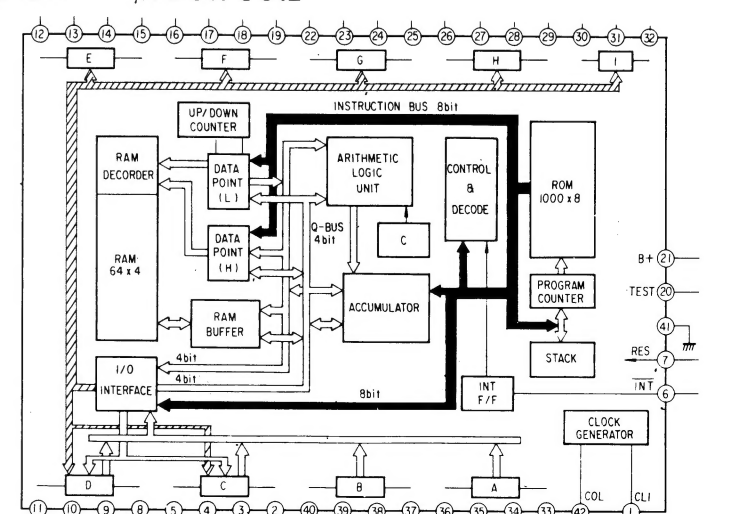 12 13 14 15 16 17 18 19 22 23 24 25 26 27 28 29 30 31 32
E F G H I
INSTRUCTION BUS 8bit
UP/DOWN
COUNTER
RAM
DECORDER
DATA
POINT
(L)
ARITHMETIC
LOGIC
UNIT
CONTROL
&
DECODE
ROM
1000 x 8
Q-BUS
4bit
C
DATA
POINT
(H)
RAM
64 x 4
B+ 21
PROGRAM
COUNTER
TEST 20
ACCUMULATOR
RAM
BUFFER
41
STACK
RES 7
4bit
4bit
I/O
INTERFACE
8bit
INT
F/F
INT 6
CLOCK
GENERATOR
D C B A
COL CLI
11 10 9 8 5 4 3 2 40 39 38 37 36 35 34 33 42 1